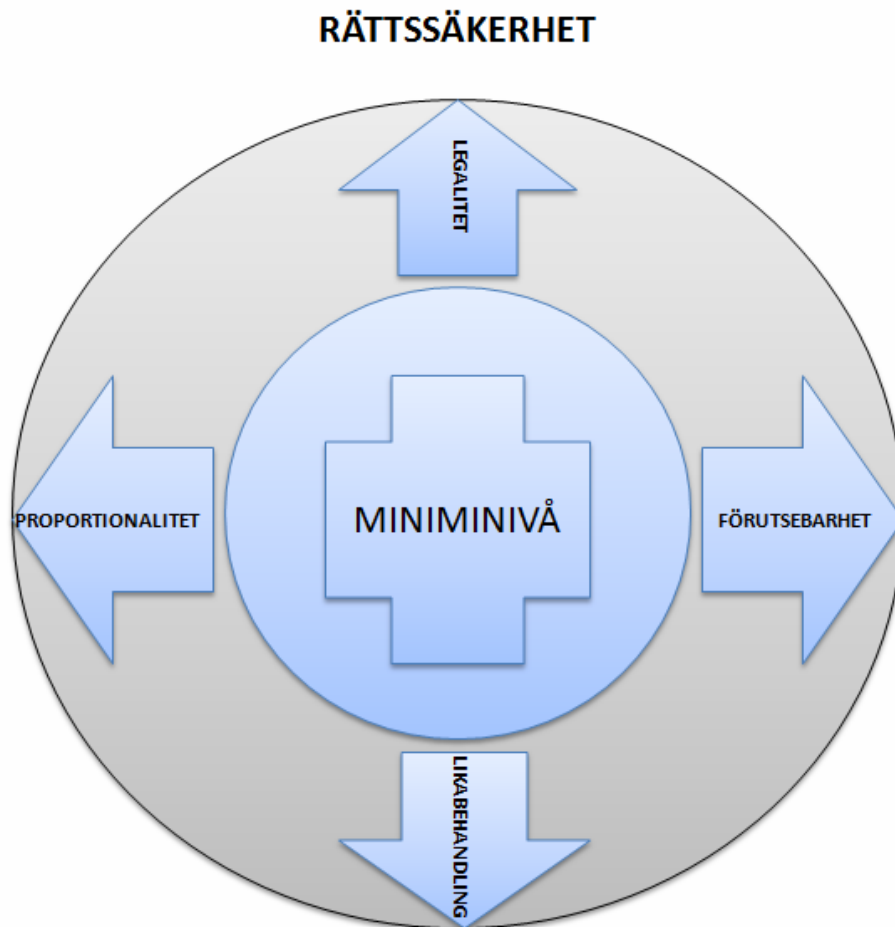 RÄTTSSÄKERHET
LEGALITET
PROPORTIONALITET
MINIMINIVÅ
FÖRUTSEBARHET
LIKABEHANDLING